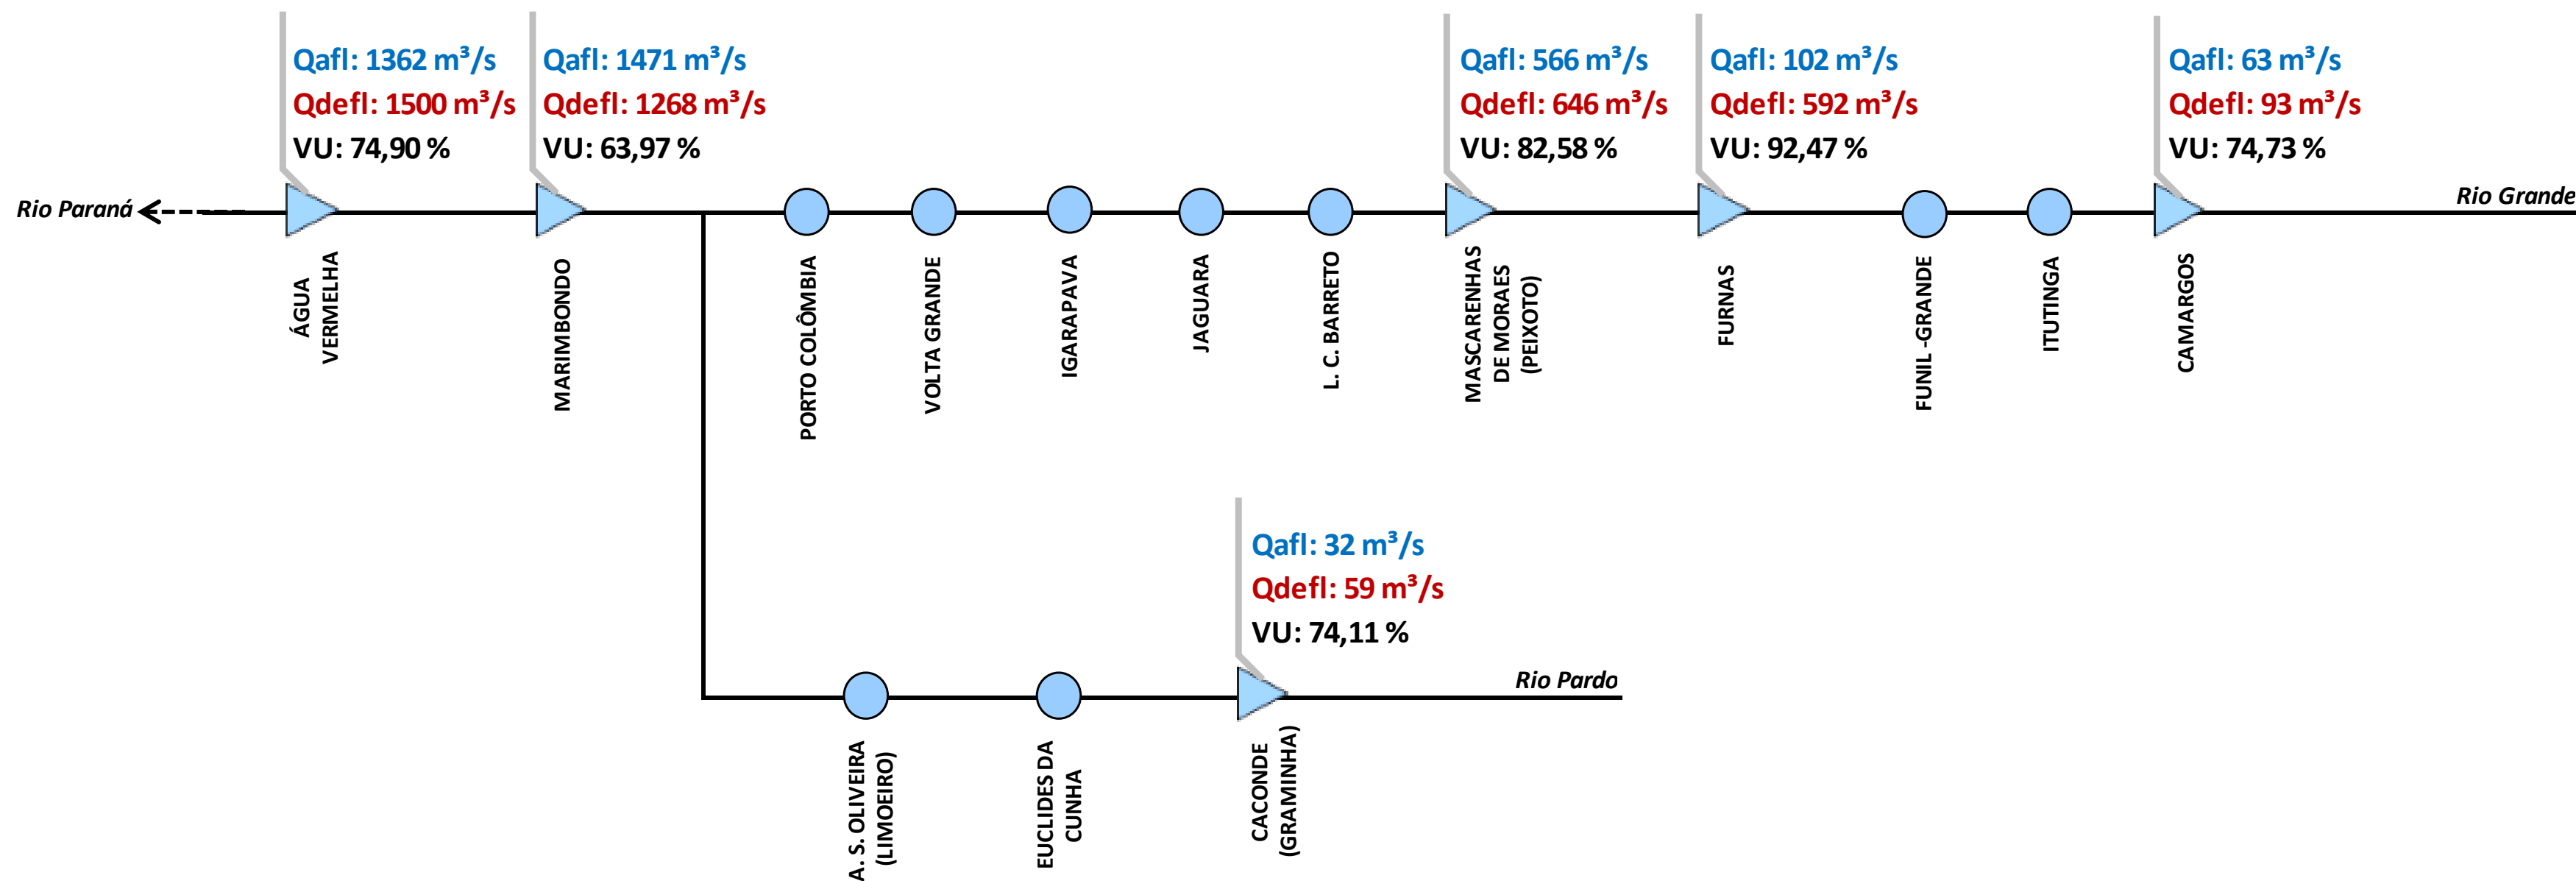 Qafl: 1362 m³/s
Qdefl: 1500 m³/s
VU: 74,90 %
Qafl: 1471 m³/s
Qdefl: 1268 m³/s
VU: 63,97 %
Qafl: 566 m³/s
Qdefl: 646 m³/s
VU: 82,58 %
Qafl: 102 m³/s
Qdefl: 592 m³/s
VU: 92,47 %
Qafl: 63 m³/s
Qdefl: 93 m³/s
VU: 74,73 %
Rio Paraná
Rio Grande
ÁGUA
VERMELHA
MARIMBONDO
PORTO COLÔMBIA
VOLTA GRANDE
IGARAPAVA
JAGUARA
L. C. BARRETO
MASCARENHAS
DE MORAES
(PEIXOTO)
FURNAS
FUNIL -GRANDE
ITUTINGA
CAMARGOS
Qafl: 32 m³/s
Qdefl: 59 m³/s
VU: 74,11 %
Rio Pardo
A. S. OLIVEIRA
(LIMOEIRO)
EUCLIDES DA
CUNHA
CACONDE
(GRAMINHA)